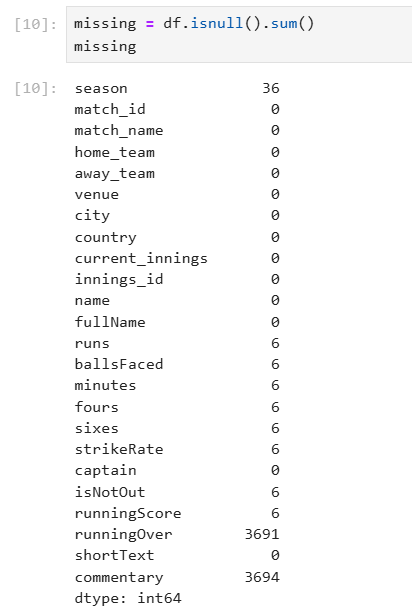 [10]: missing = df.isnull().sum()
missing
[10]: season 36
match_id 0
match_name 0
home_team 0
away_team 0
venue 0
city 0
country 0
current_innings 0
innings_id 0
name 0
fullName 0
runs 6
ballsFaced 6
minutes 6
fours 6
sixes 6
strikeRate 6
captain 0
isNotOut 6
runningScore 6
runningOver 3691
shortText 0
commentary 3694
dtype: int64